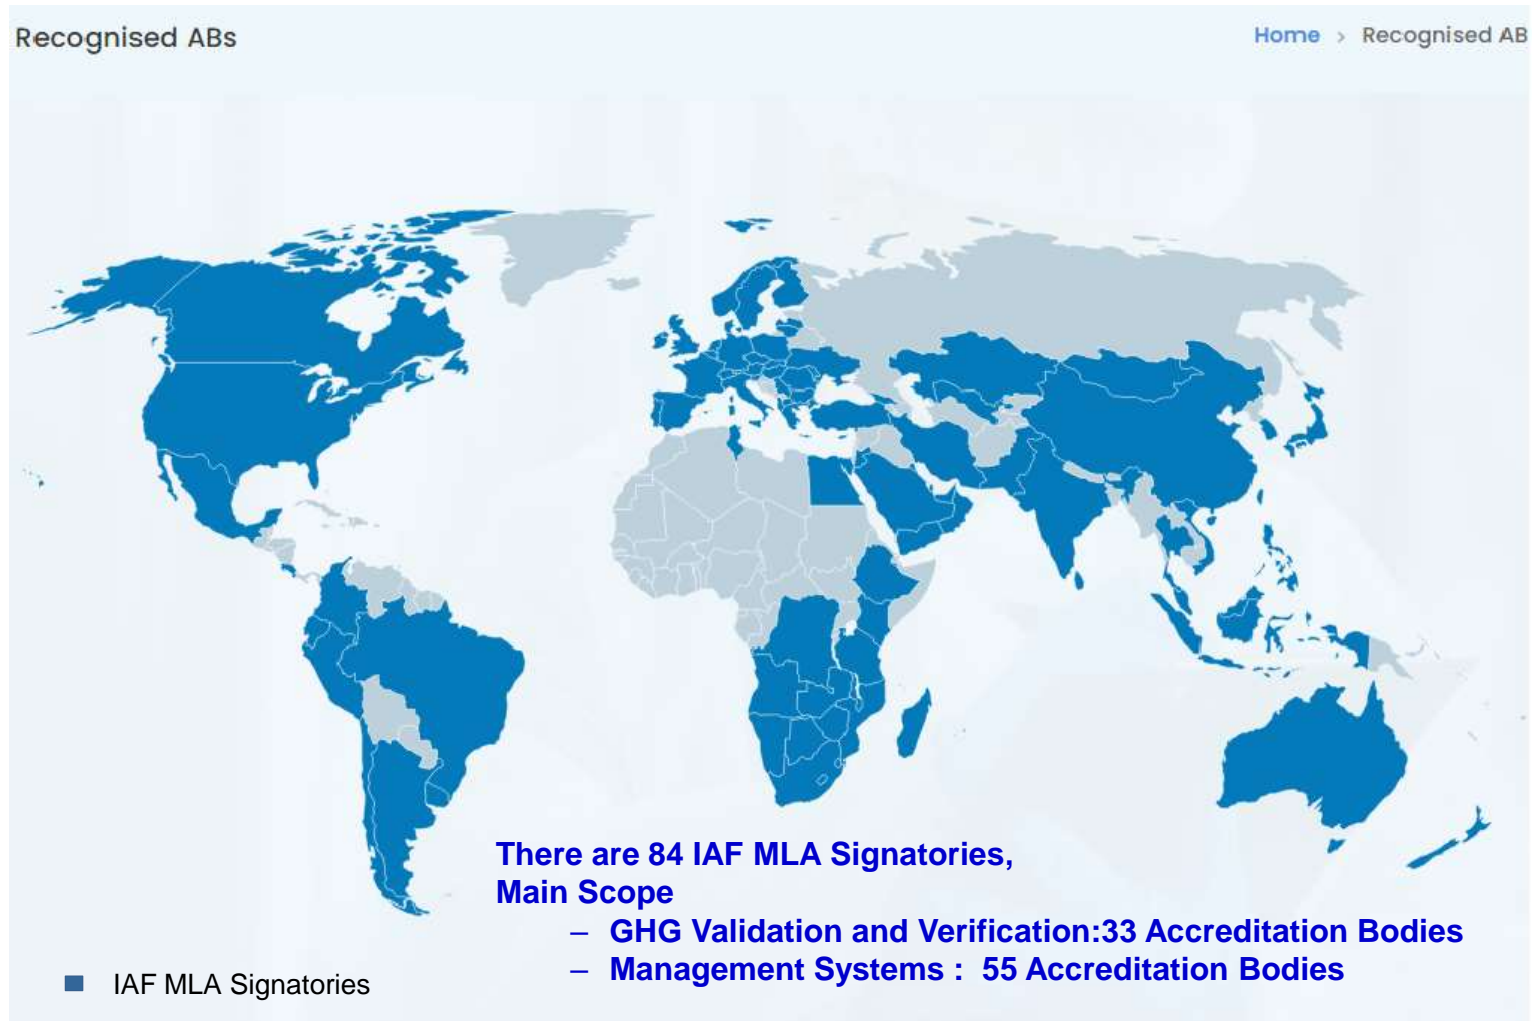 Recognised ABs
Home > Recognised AB
There are 84 IAF MLA Signatories,
Main Scope
– GHG Validation and Verification:33 Accreditation Bodies
– Management Systems : 55 Accreditation Bodies
IAF MLA Signatories